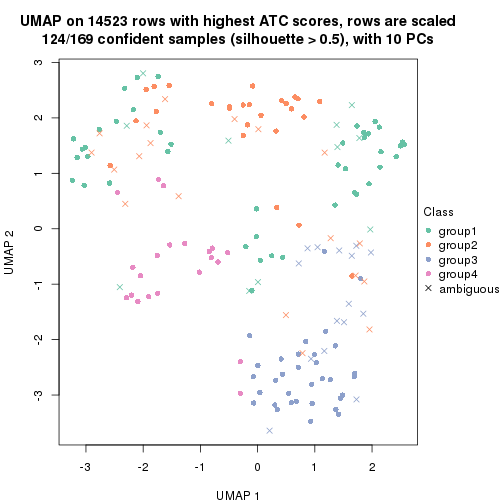 UMAP on 14523 rows with highest ATC scores, rows are scaled
124/169 confident samples (silhouette > 0.5), with 10 PCs
3
2
1
0
-1
-2
-3
UMAP 2
-3
-2
-1
0
1
2
UMAP 1
Class
group1
group2
group3
group4
ambiguous